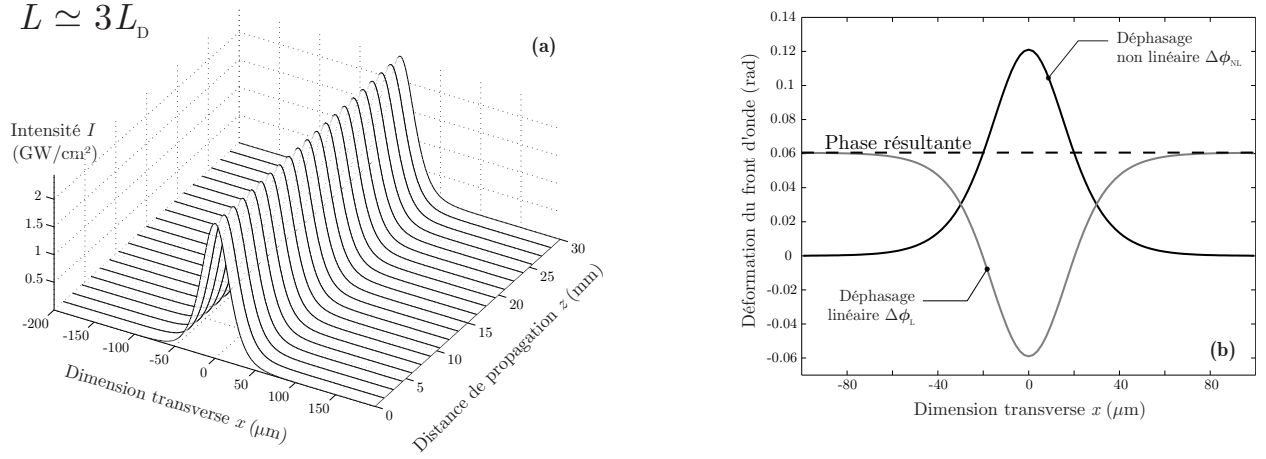 L ≃ 3L_D
(a)
Intensité I
(GW/cm²)
2
1.5
1
0.5
-200
-150
-100
-50
0
50
100
150
Dimension transverse x (µm)
0
5
10
15
20
25
30
Distance de propagation z (mm)
0.14
0.12
0.10
0.08
0.06
0.04
0.02
0
-0.02
-0.04
-0.06
Déformation du front d'onde (rad)
Déphasage
non linéaire Δϕ_NL
Phase résultante
Déphasage
linéaire Δϕ_L
(b)
-80
-40
0
40
80
Dimension transverse x (µm)